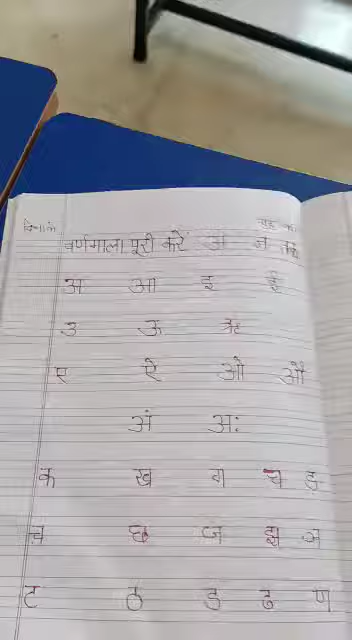 दिनांक
वर्णमाला पूरी करें अ
अ आ इ ई
उ ऊ ऋ
ए ऐ ओ औ
अं अः
क ख ग घ ङ
च छ ज झ ञ
ट ठ ड ढ ण